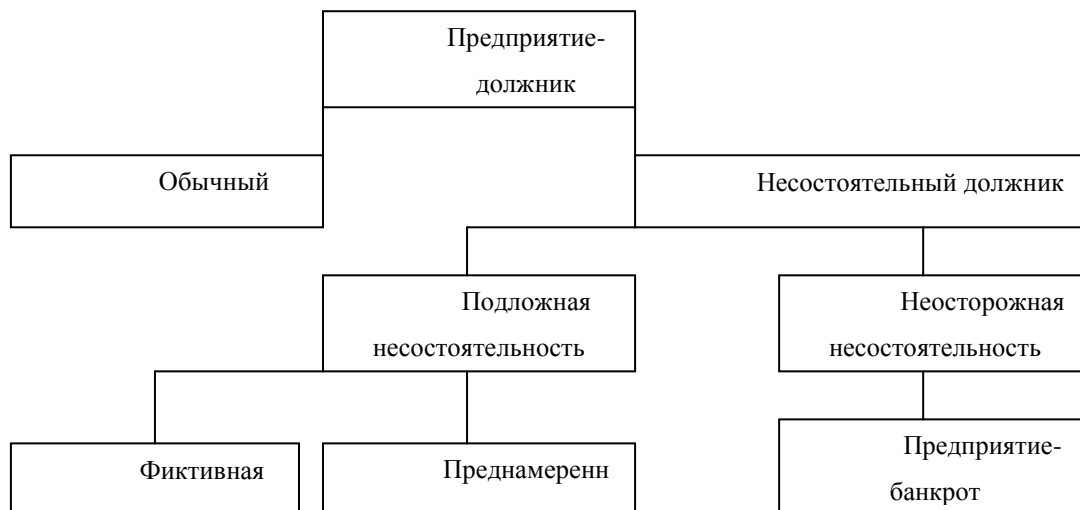 Предприятие-
должник
Обычный
Несостоятельный должник
Подложная
несостоятельность
Неосторожная
несостоятельность
Фиктивная
Преднамеренн
Предприятие-
банкрот